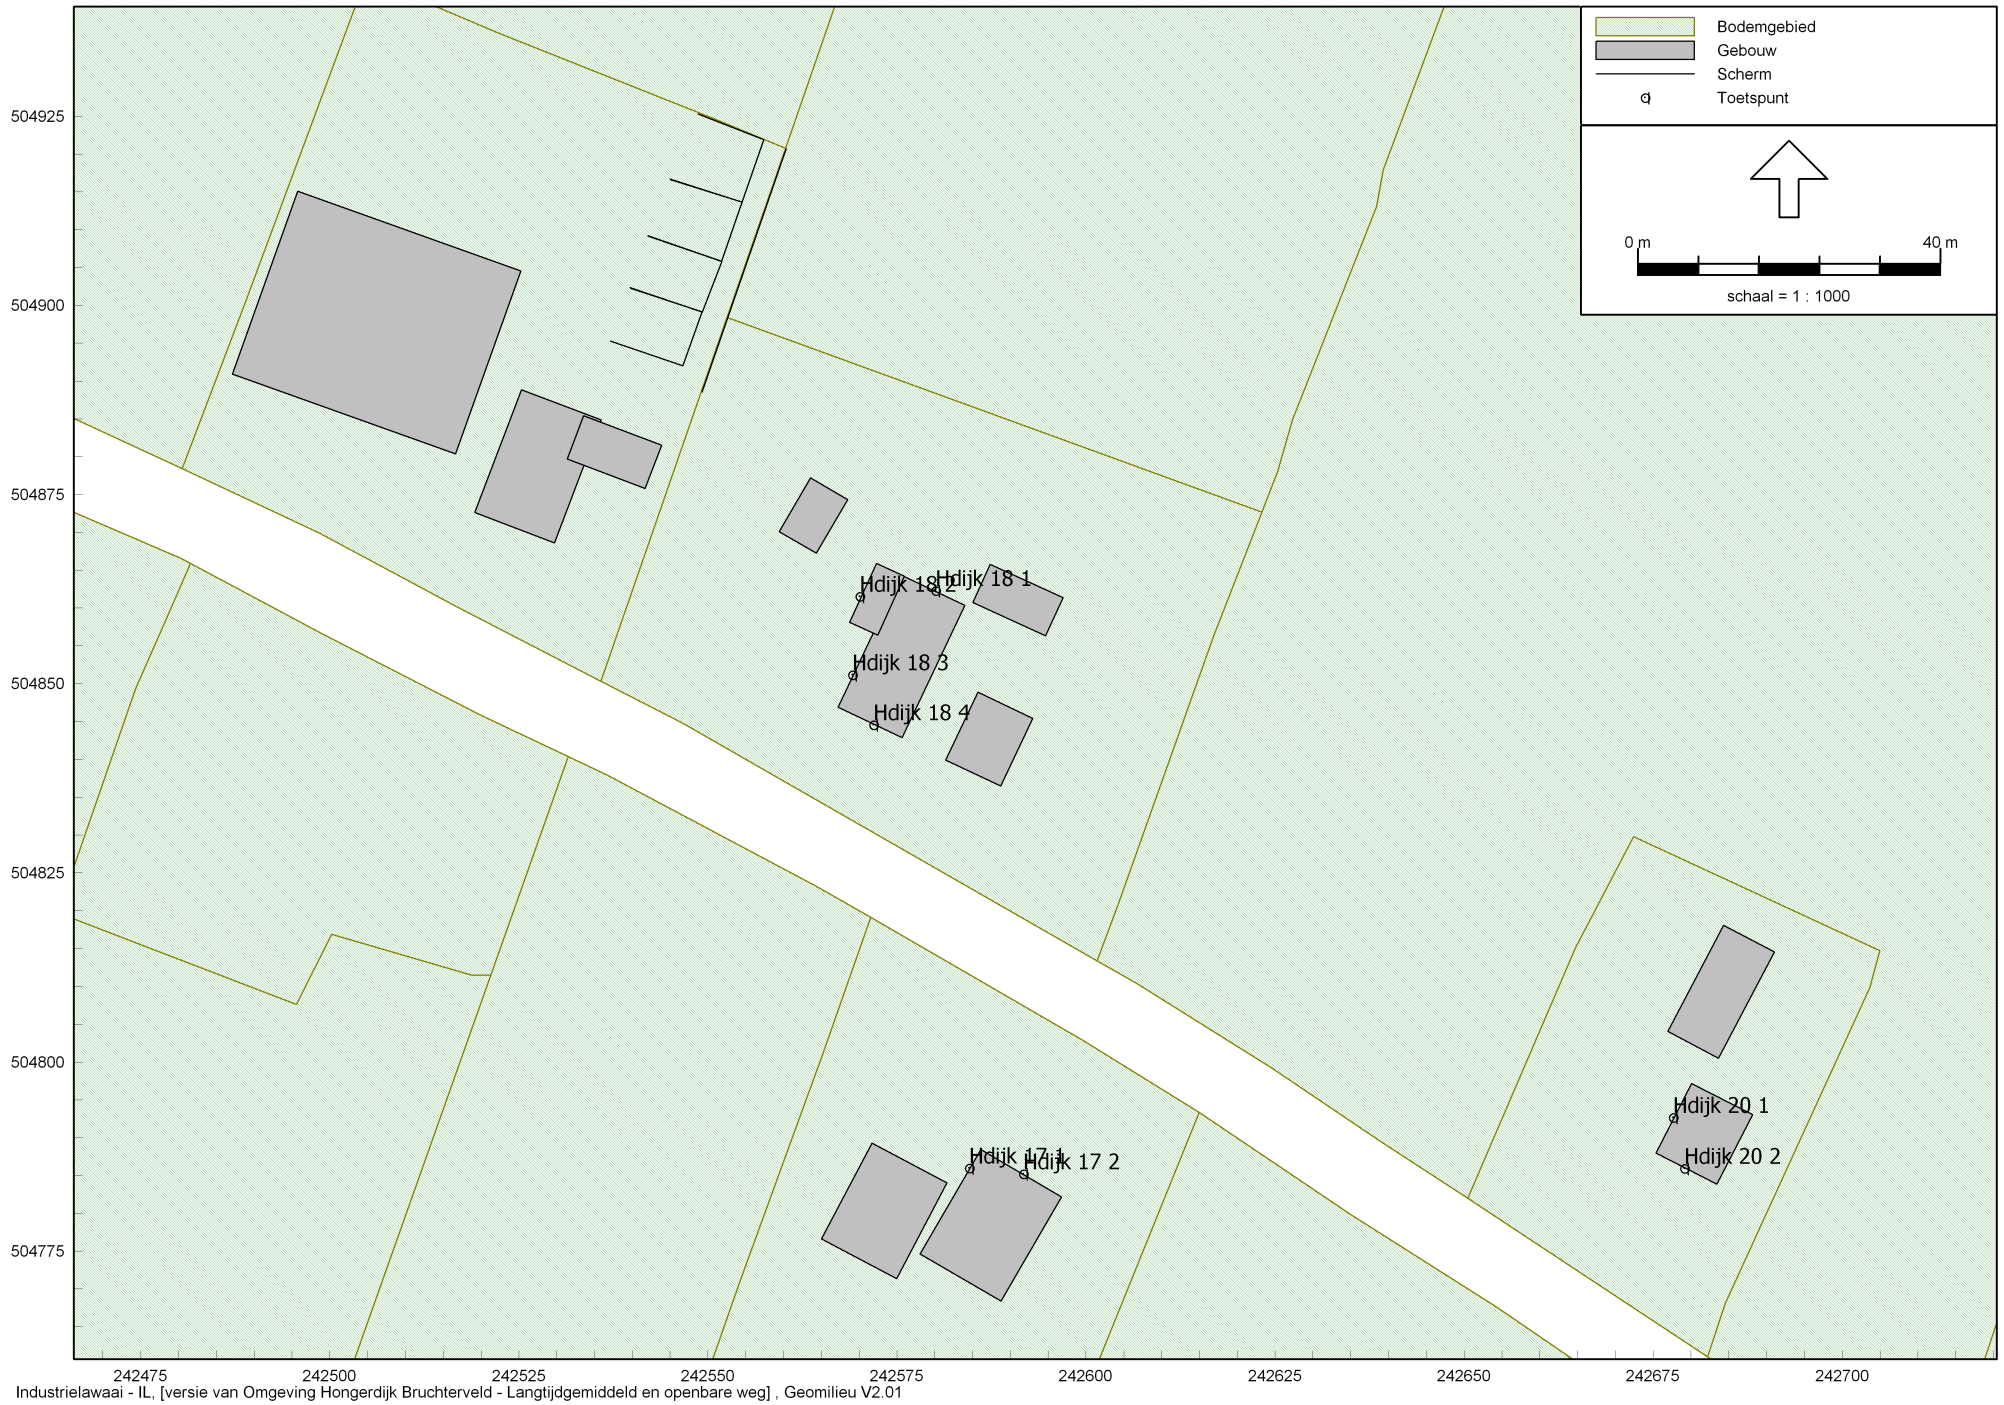 Bodemgebied
Gebouw
Scherm
Toetspunt
0 m 40 m
schaal = 1 : 1000
504925
504900
504875
504850
504825
504800
504775
Hdijk 18 1
Hdijk 18 2
Hdijk 18 3
Hdijk 18 4
Hdijk 20 1
Hdijk 20 2
Hdijk 17 1
Hdijk 17 2
242475 242500 242525 242550 242575 242600 242625 242650 242675 242700
Industrielawaai - IL, [versie van Omgeving Hongerdijk Bruchterveld - Langtijdgemiddeld en openbare weg] , Geomilieu V2.01